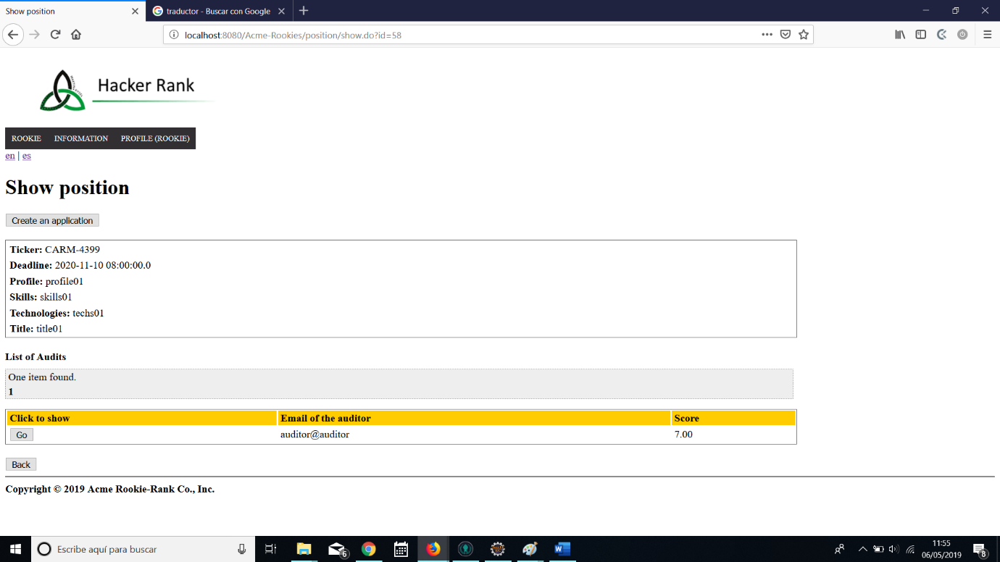 Show position
traductor - Buscar con Google
localhost:8080/Acme-Rookies/position/show.do?id=58
Hacker Rank
ROOKIE INFORMATION PROFILE (ROOKIE)
en | es
Show position
Create an application
Ticker: CARM-4399
Deadline: 2020-11-10 08:00:00.0
Profile: profile01
Skills: skills01
Technologies: techs01
Title: title01
List of Audits
One item found.
1
Click to show Email of the auditor Score
Go auditor@auditor 7.00
Back
Copyright © 2019 Acme Rookie-Rank Co., Inc.
Escribe aquí para buscar
6
11:55
06/05/2019
8